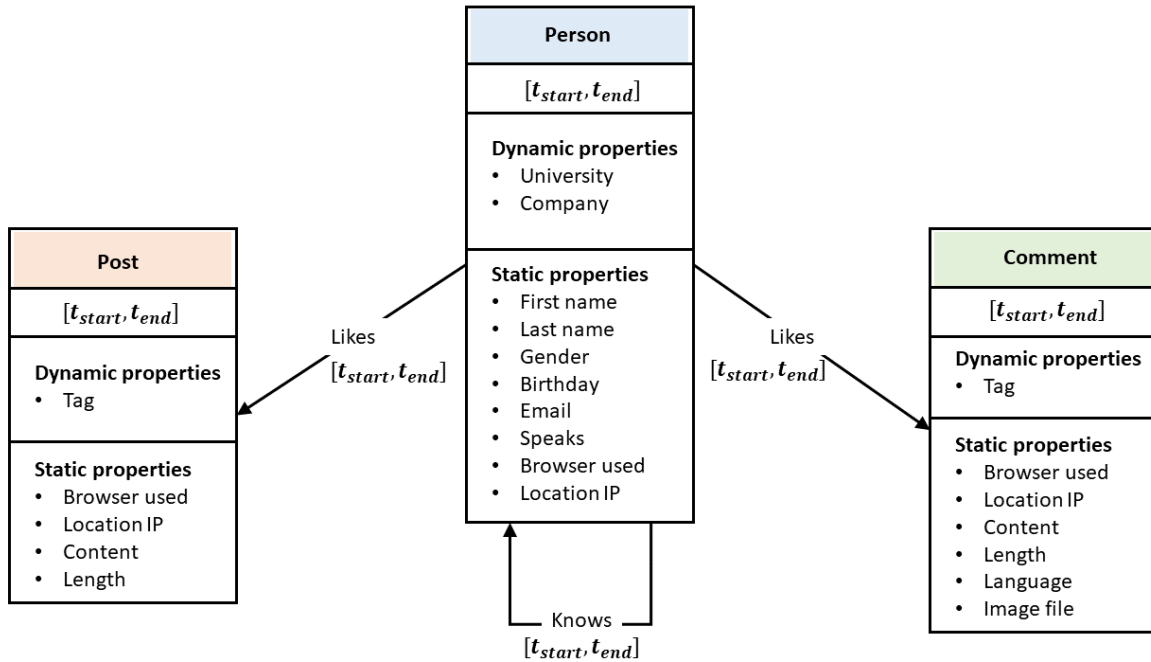 Person
[t_start, t_end]
Dynamic properties
• University
• Company
Static properties
• First name
• Last name
• Gender
• Birthday
• Email
• Speaks
• Browser used
• Location IP
Post
[t_start, t_end]
Dynamic properties
• Tag
Static properties
• Browser used
• Location IP
• Content
• Length
Likes
[t_start, t_end]
Likes
[t_start, t_end]
Comment
[t_start, t_end]
Dynamic properties
• Tag
Static properties
• Browser used
• Location IP
• Content
• Length
• Language
• Image file
Knows
[t_start, t_end]